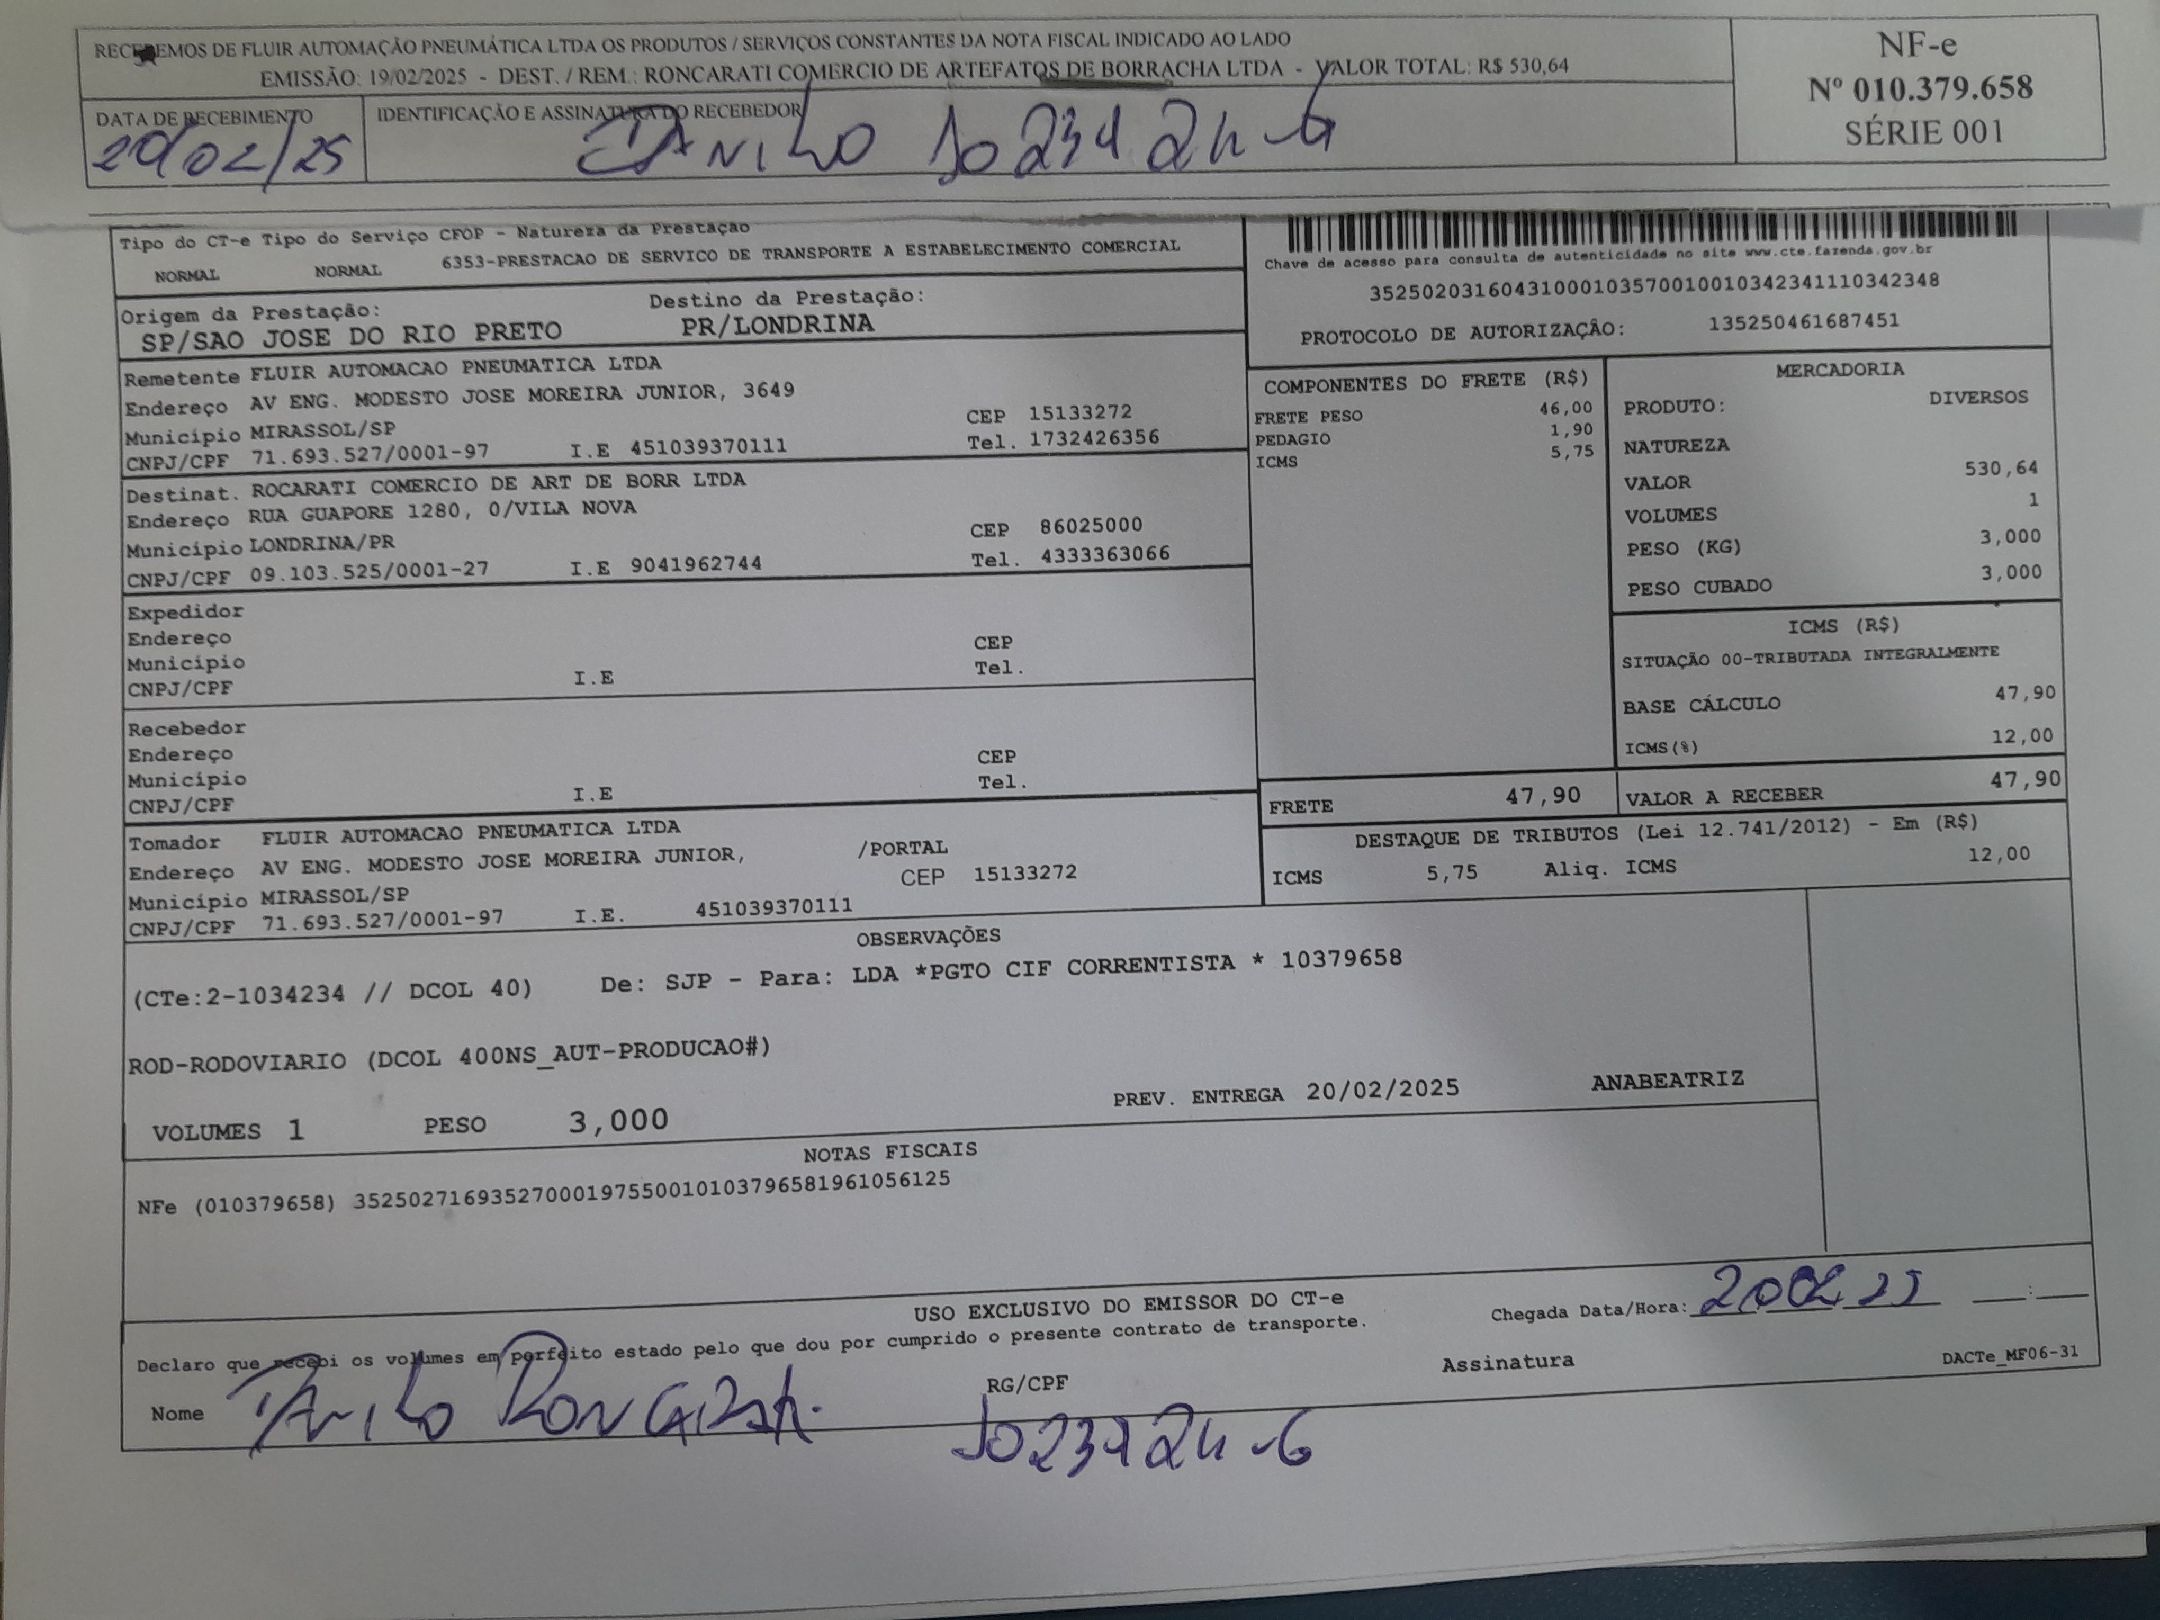 RECEBEMOS DE FLUIR AUTOMAÇÃO PNEUMÁTICA LTDA OS PRODUTOS / SERVIÇOS CONSTANTES DA NOTA FISCAL INDICADO AO LADO
EMISSÃO: 19/02/2025 - DEST. / REM.: RONCARATI COMERCIO DE ARTEFATOS DE BORRACHA LTDA - VALOR TOTAL: R$ 530,64
NF-e
Nº 010.379.658
SÉRIE 001
DATA DE RECEBIMENTO
20/02/25
IDENTIFICAÇÃO E ASSINATURA DO RECEBEDOR
DANILO
Tipo do CT-e Tipo do Serviço CFOP - Natureza da Prestação
NORMAL NORMAL 6353-PRESTACAO DE SERVICO DE TRANSPORTE A ESTABELECIMENTO COMERCIAL
Chave de acesso para consulta de autenticidade no site www.cte.fazenda.gov.br
35250203160431000103570010010342341110342348
PROTOCOLO DE AUTORIZAÇÃO: 135250461687451
Origem da Prestação: Destino da Prestação:
SP/SAO JOSE DO RIO PRETO PR/LONDRINA
Remetente FLUIR AUTOMACAO PNEUMATICA LTDA
Endereço AV ENG. MODESTO JOSE MOREIRA JUNIOR, 3649
Município MIRASSOL/SP CEP 15133272
CNPJ/CPF 71.693.527/0001-97 I.E 451039370111 Tel. 1732426356
Destinat. ROCARATI COMERCIO DE ART DE BORR LTDA
Endereço RUA GUAPORE 1280, 0/VILA NOVA
Município LONDRINA/PR CEP 86025000
CNPJ/CPF 09.103.525/0001-27 I.E 9041962744 Tel. 4333363066
Expedidor
Endereço
Município CEP
CNPJ/CPF I.E Tel.
Recebedor
Endereço
Município CEP
CNPJ/CPF I.E Tel.
Tomador FLUIR AUTOMACAO PNEUMATICA LTDA
Endereço AV ENG. MODESTO JOSE MOREIRA JUNIOR, /PORTAL
Município MIRASSOL/SP CEP 15133272
CNPJ/CPF 71.693.527/0001-97 I.E. 451039370111
COMPONENTES DO FRETE (R$)
FRETE PESO 46,00
PEDAGIO 1,90
ICMS 5,75
MERCADORIA
PRODUTO: DIVERSOS
NATUREZA
VALOR 530,64
VOLUMES 1
PESO (KG) 3,000
PESO CUBADO 3,000
ICMS (R$)
SITUAÇÃO 00-TRIBUTADA INTEGRALMENTE
BASE CÁLCULO 47,90
ICMS(%) 12,00
FRETE 47,90 VALOR A RECEBER 47,90
DESTAQUE DE TRIBUTOS (Lei 12.741/2012) - Em (R$)
ICMS 5,75 Aliq. ICMS 12,00
OBSERVAÇÕES
(CTe:2-1034234 // DCOL 40) De: SJP - Para: LDA *PGTO CIF CORRENTISTA * 10379658
ROD-RODOVIARIO (DCOL 400NS_AUT-PRODUCAO#)
VOLUMES 1 PESO 3,000 PREV. ENTREGA 20/02/2025 ANABEATRIZ
NOTAS FISCAIS
NFe (010379658) 35250271693527000197550010103796581961056125
USO EXCLUSIVO DO EMISSOR DO CT-e
Declaro que recebi os volumes em perfeito estado pelo que dou por cumprido o presente contrato de transporte.
Chegada Data/Hora: 20 02 25 :
Nome DANILO
RG/CPF
Assinatura
DACTe_MF06-31